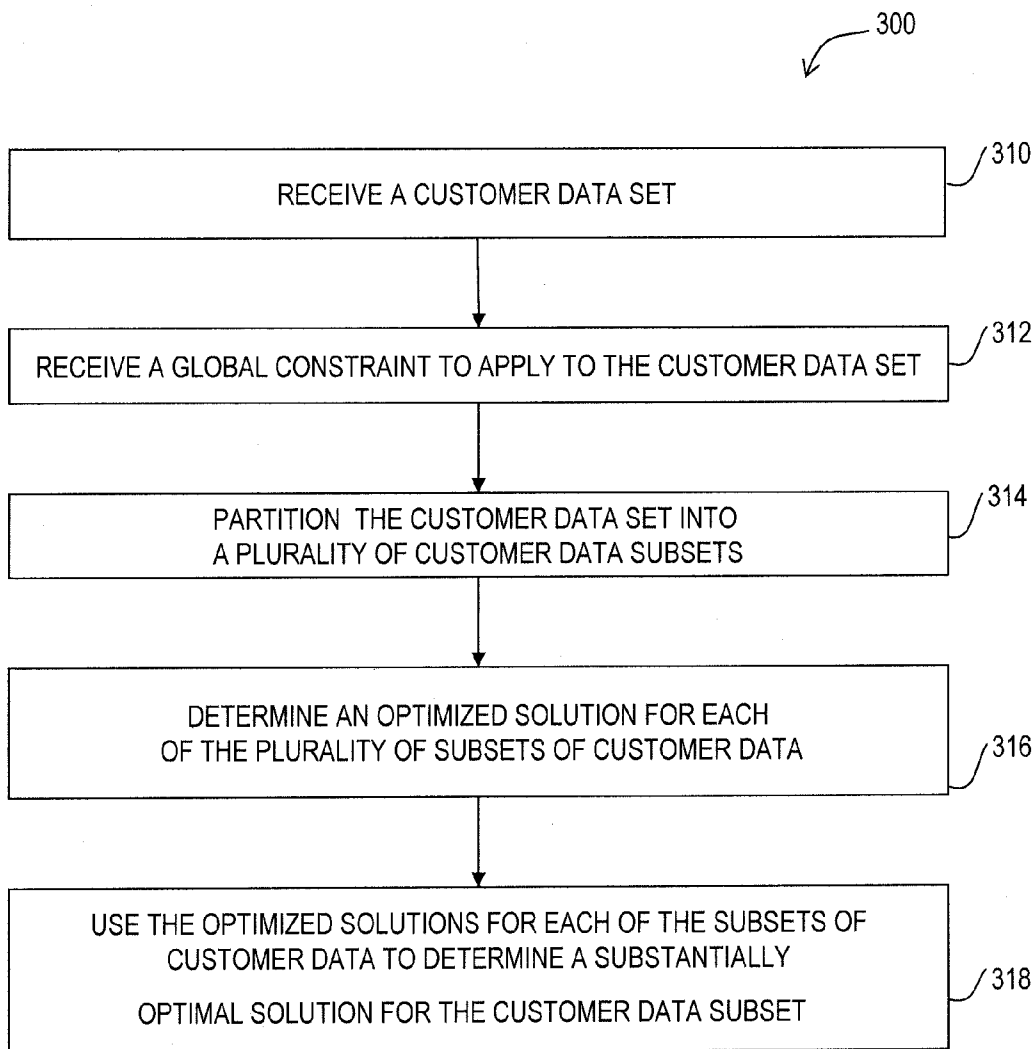 300
RECEIVE A CUSTOMER DATA SET
310
RECEIVE A GLOBAL CONSTRAINT TO APPLY TO THE CUSTOMER DATA SET
312
PARTITION THE CUSTOMER DATA SET INTO
A PLURALITY OF CUSTOMER DATA SUBSETS
314
DETERMINE AN OPTIMIZED SOLUTION FOR EACH
OF THE PLURALITY OF SUBSETS OF CUSTOMER DATA
316
USE THE OPTIMIZED SOLUTIONS FOR EACH OF THE SUBSETS OF
CUSTOMER DATA TO DETERMINE A SUBSTANTIALLY
OPTIMAL SOLUTION FOR THE CUSTOMER DATA SUBSET
318